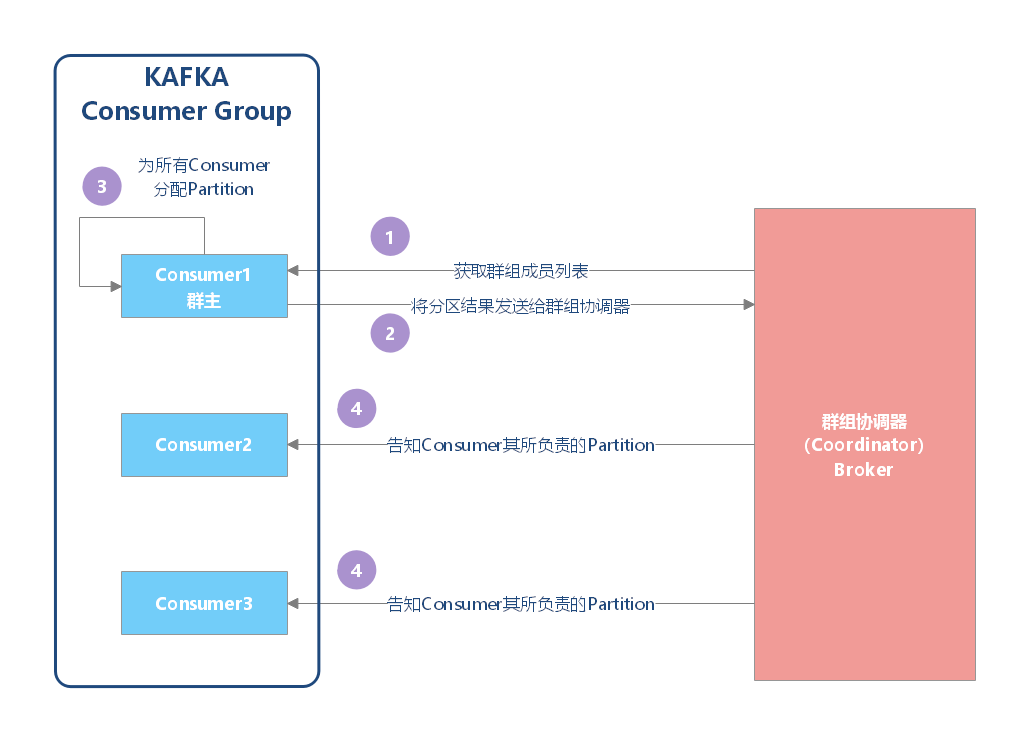 KAFKA
Consumer Group
为所有Consumer
分配Partition
3
1
Consumer1
群主
获取群组成员列表
将分区结果发送给群组协调器
2
4
Consumer2
告知Consumer其所负责的Partition
群组协调器
（Coordinator）
Broker
4
Consumer3
告知Consumer其所负责的Partition